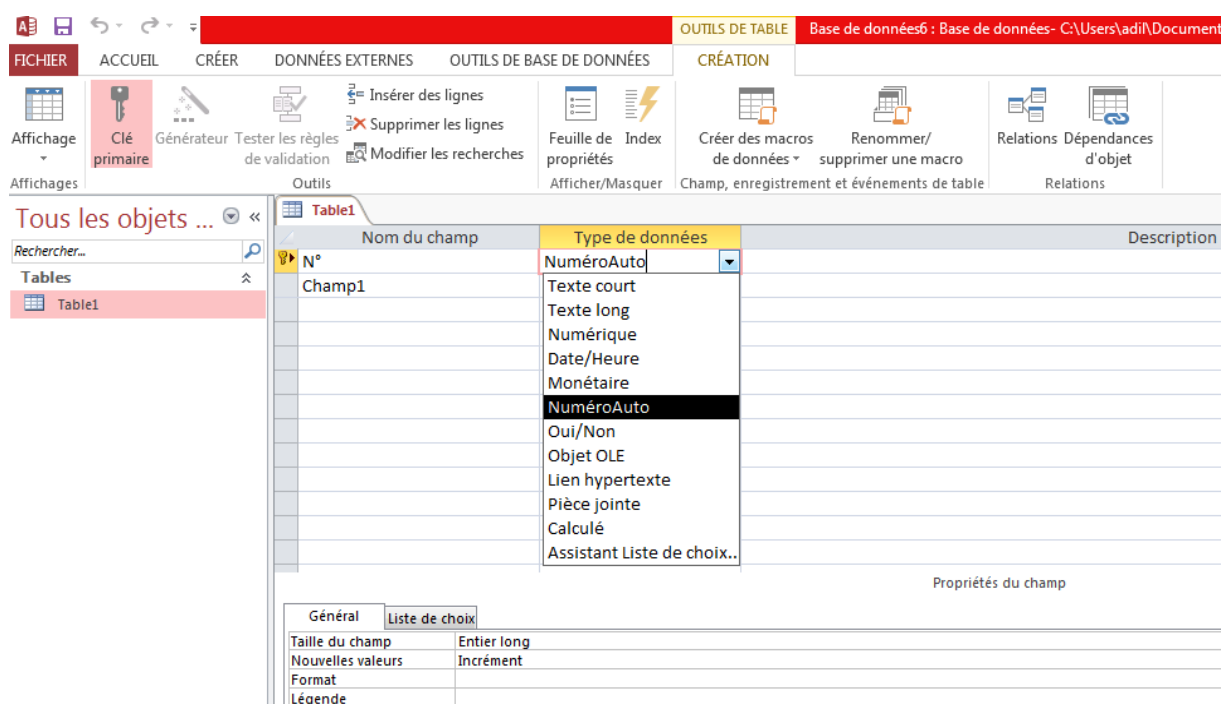 OUTILS DE TABLE Base de données6 : Base de données- C:\Users\adil\Document
FICHIER ACCUEIL CRÉER DONNÉES EXTERNES OUTILS DE BASE DE DONNÉES CRÉATION
Affichage
Clé primaire
Générateur
Tester les règles de validation
Insérer des lignes
Supprimer les lignes
Modifier les recherches
Feuille de propriétés
Index
Créer des macros de données
Renommer/ supprimer une macro
Relations
Dépendances d'objet
Affichages Outils Afficher/Masquer Champ, enregistrement et événements de table Relations
Tous les objets ... «
Rechercher...
Tables
Table1
Table1
Nom du champ Type de données Description
N° NuméroAuto
Champ1
Texte court
Texte long
Numérique
Date/Heure
Monétaire
NuméroAuto
Oui/Non
Objet OLE
Lien hypertexte
Pièce jointe
Calculé
Assistant Liste de choix..
Propriétés du champ
Général Liste de choix
Taille du champ Entier long
Nouvelles valeurs Incrément
Format
Légende